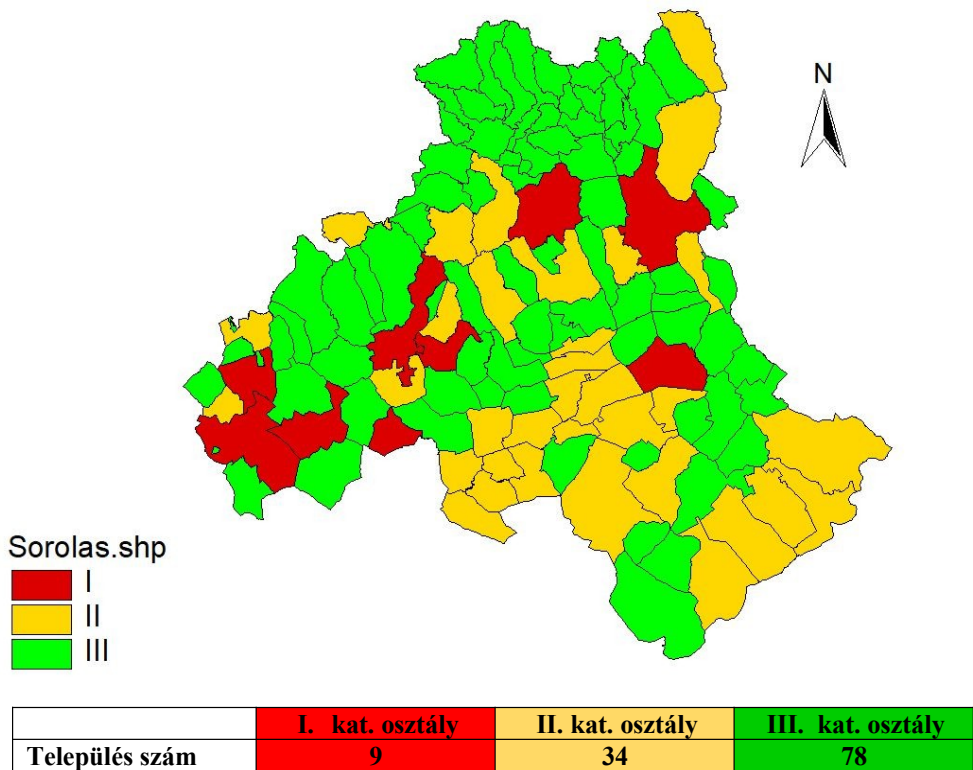 N
Sorolas.shp
I
II
III
I. kat. osztály II. kat. osztály III. kat. osztály
Település szám 9 34 78